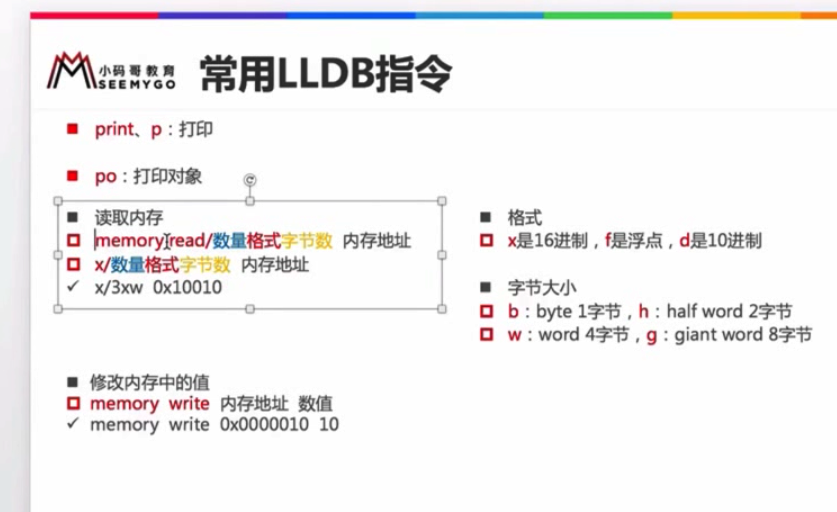 小码哥教育
SEEMYGO
常用LLDB指令
print、p：打印
po：打印对象
读取内存
memory read/数量格式字节数 内存地址
x/数量格式字节数 内存地址
x/3xw 0x10010
修改内存中的值
memory write 内存地址 数值
memory write 0x0000010 10
格式
x是16进制，f是浮点，d是10进制
字节大小
b：byte 1字节，h：half word 2字节
w：word 4字节，g：giant word 8字节